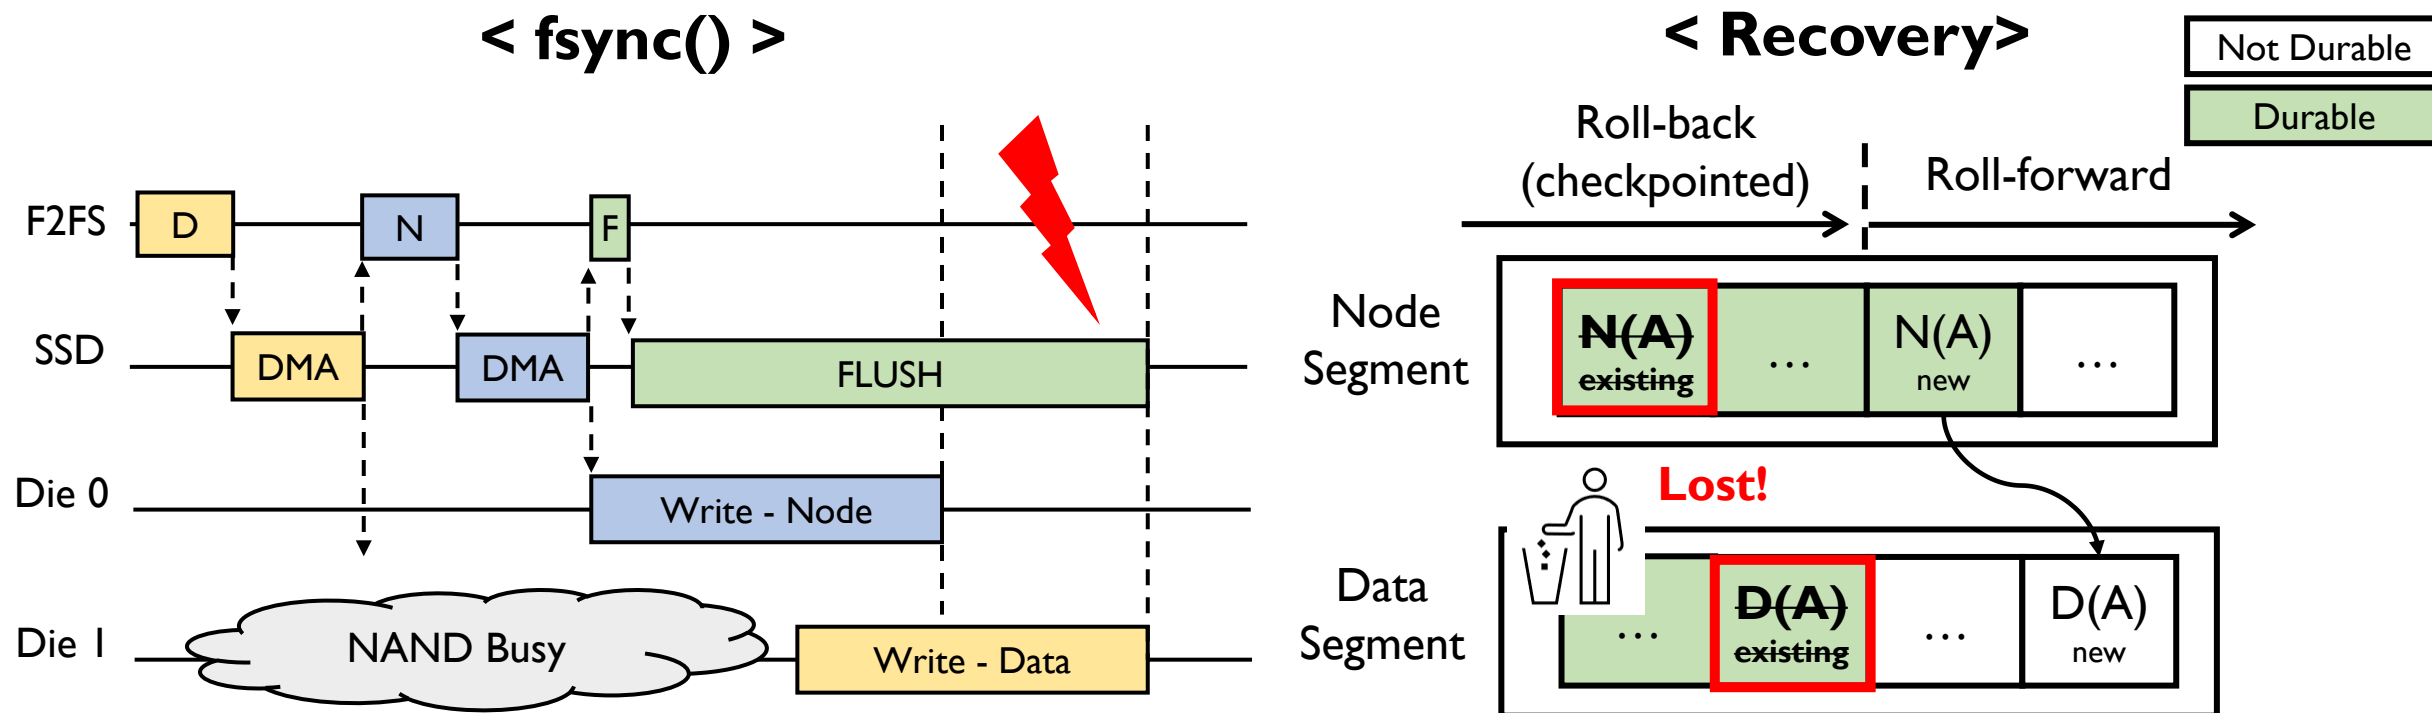 < fsync() >
F2FS
D
N
F
SSD
DMA
DMA
FLUSH
Die 0
Write - Node
Die 1
NAND Busy
Write - Data
< Recovery>
Not Durable
Durable
Roll-back
(checkpointed)
Roll-forward
Node
Segment
N(A)
existing
...
N(A)
new
...
Lost!
Data
Segment
...
D(A)
existing
...
D(A)
new